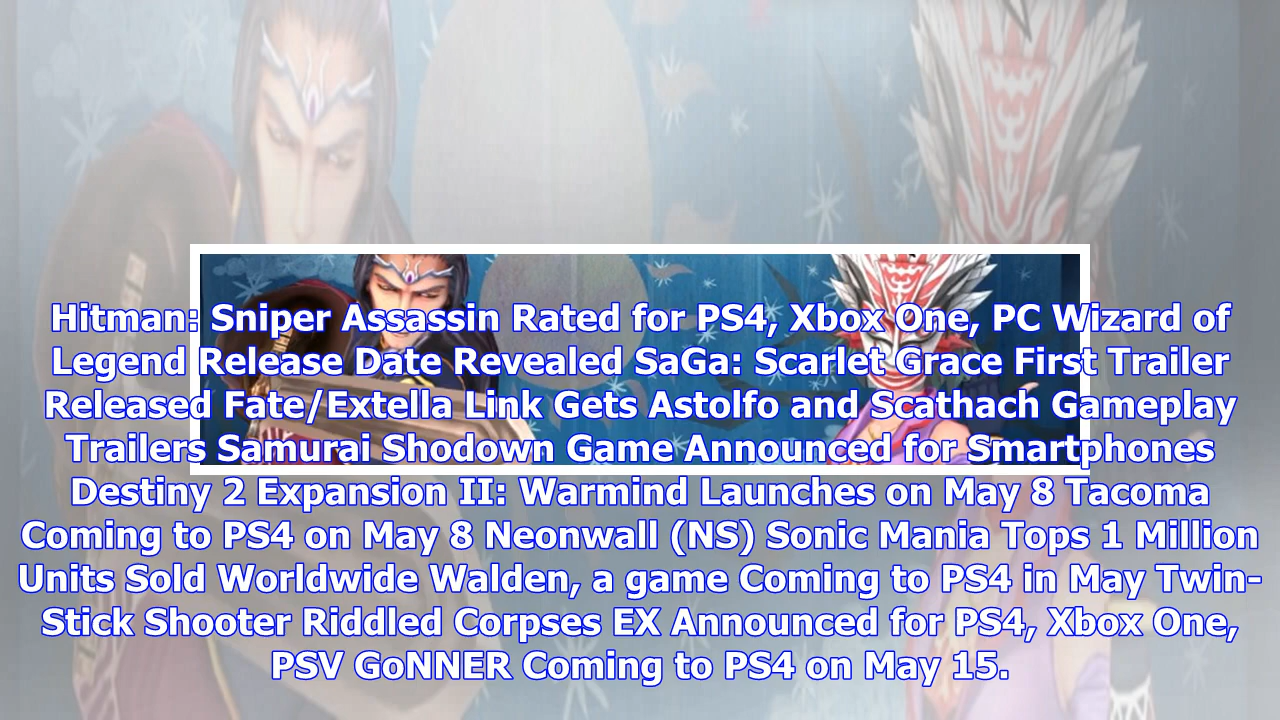 Hitman: Sniper Assassin Rated for PS4, Xbox One, PC Wizard of
Legend Release Date Revealed SaGa: Scarlet Grace First Trailer
Released Fate/Extella Link Gets Astolfo and Scathach Gameplay
Trailers Samurai Shodown Game Announced for Smartphones
Destiny 2 Expansion II: Warmind Launches on May 8 Tacoma
Coming to PS4 on May 8 Neonwall (NS) Sonic Mania Tops 1 Million
Units Sold Worldwide Walden, a game Coming to PS4 in May Twin-
Stick Shooter Riddled Corpses EX Announced for PS4, Xbox One,
PSV GoNNER Coming to PS4 on May 15.